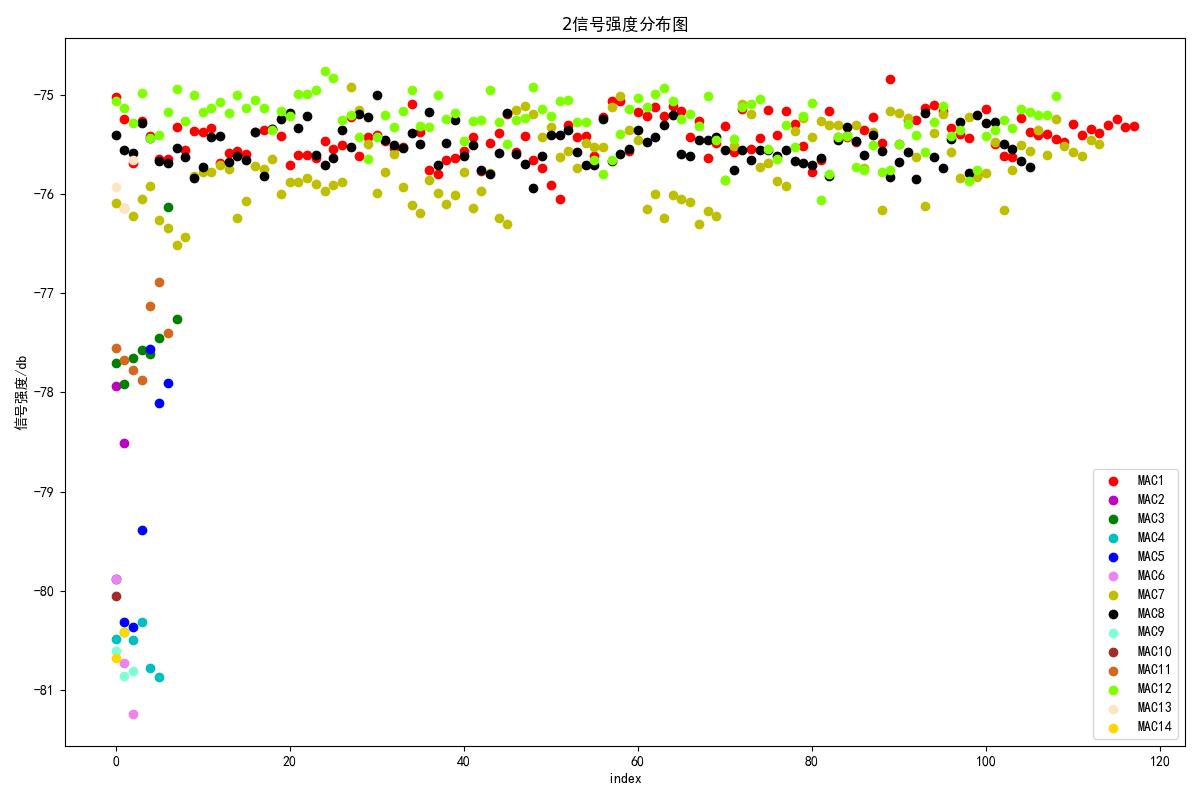 2信号强度分布图
信号强度/db
−75
−76
−77
−78
−79
−80
−81
0
20
40
60
80
100
120
index
MAC1
MAC2
MAC3
MAC4
MAC5
MAC6
MAC7
MAC8
MAC9
MAC10
MAC11
MAC12
MAC13
MAC14